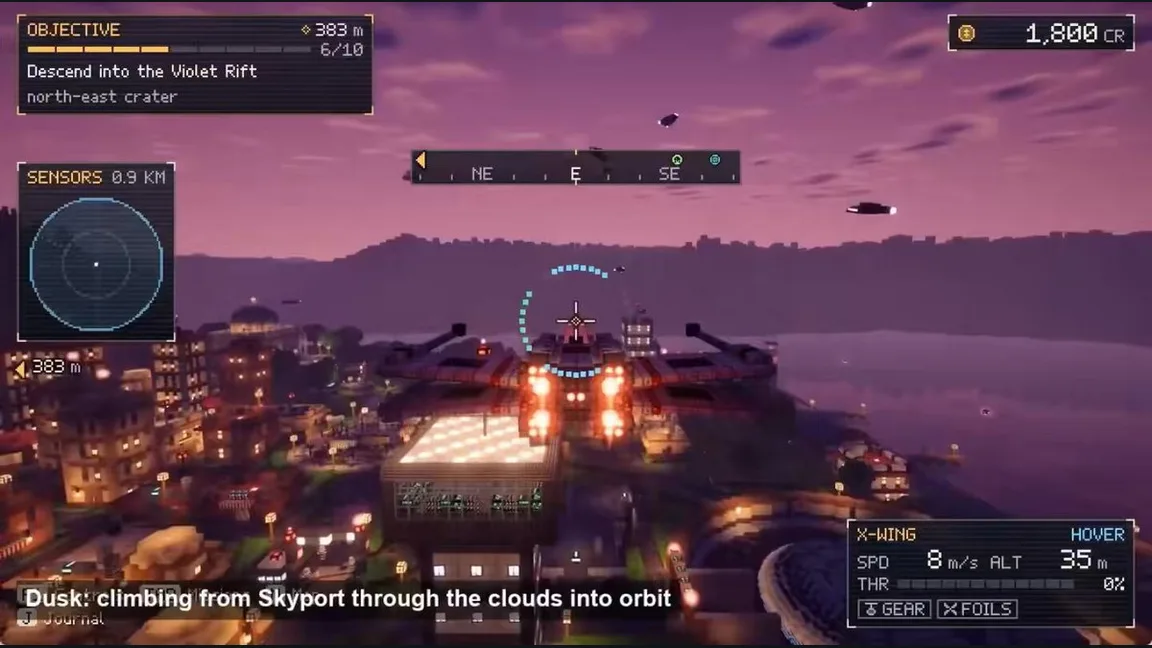 OBJECTIVE 383 m
6/10
Descend into the Violet Rift
north-east crater
1,800 CR
NE E SE
SENSORS 0.9 KM
383 m
X-WING HOVER
SPD 8 m/s ALT 35 m
THR 0%
GEAR X FOILS
Dusk: climbing from Skyport through the clouds into orbit
J Journal